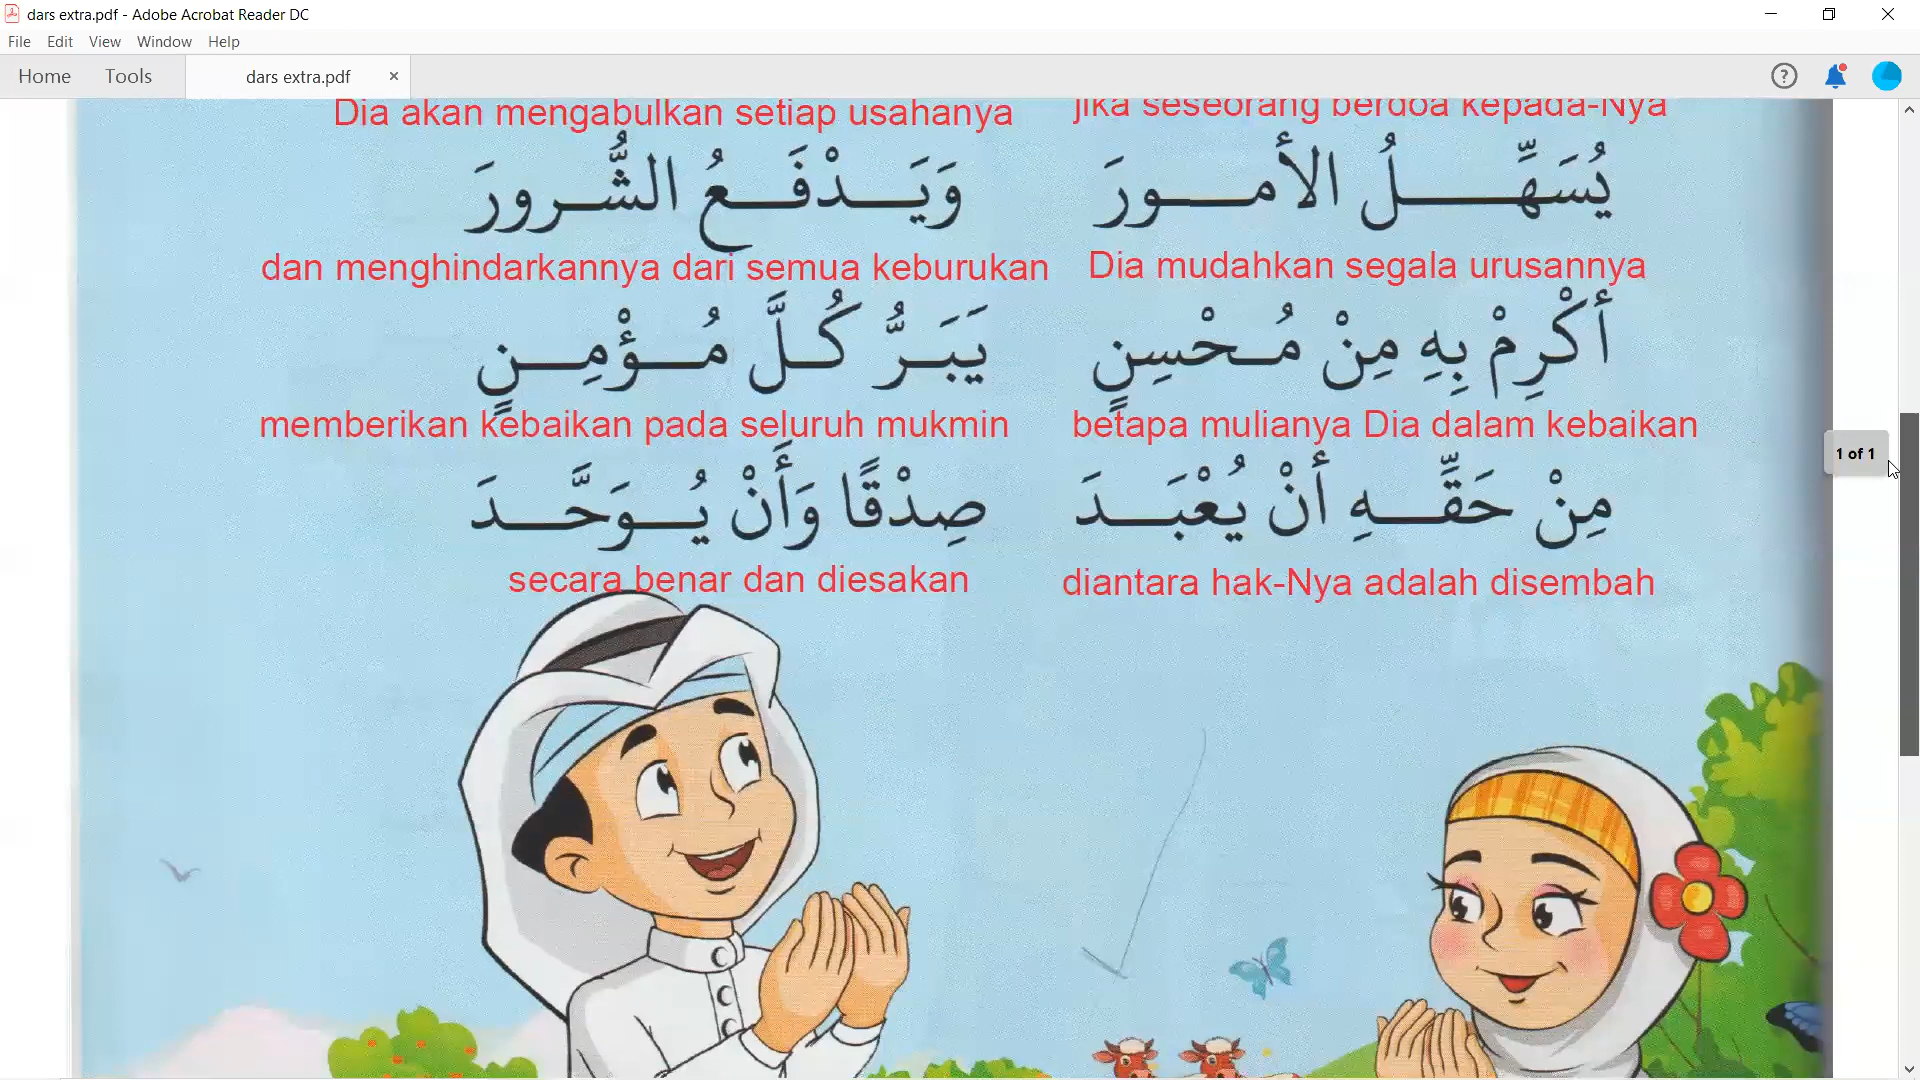 dars extra.pdf - Adobe Acrobat Reader DC
File Edit View Window Help
Home Tools dars extra.pdf
jika seseorang berdoa kepada-Nya Dia akan mengabulkan setiap usahanya
يُسَهِّلُ الأُمورَ وَيَدْفَعُ الشُّرورَ
Dia mudahkan segala urusannya dan menghindarkannya dari semua keburukan
أَكْرِمْ بِهِ مِنْ مُحْسِنٍ يَبَرُّ كُلَّ مُؤْمِنٍ
betapa mulianya Dia dalam kebaikan memberikan kebaikan pada seluruh mukmin
1 of 1
مِنْ حَقِّهِ أَنْ يُعْبَدَ صِدْقًا وَأَنْ يُوَحَّدَ
diantara hak-Nya adalah disembah secara benar dan diesakan